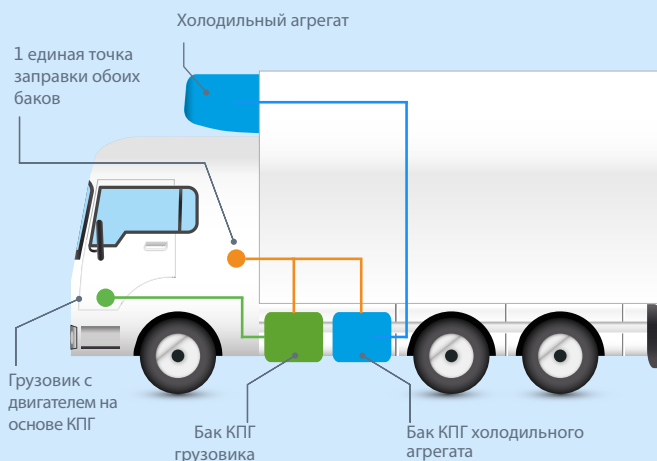 Холодильный агрегат
1 единая точка
заправки обоих
баков
Грузовик с
двигателем на
основе КПГ
Бак КПГ
грузовика
Бак КПГ холодильного
агрегата